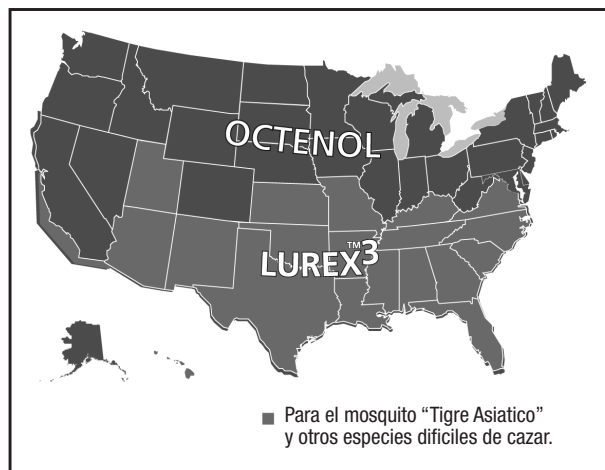 OCTENOL
LUREX™3
Para el mosquito “Tigre Asiatico”
y otros especies dificiles de cazar.